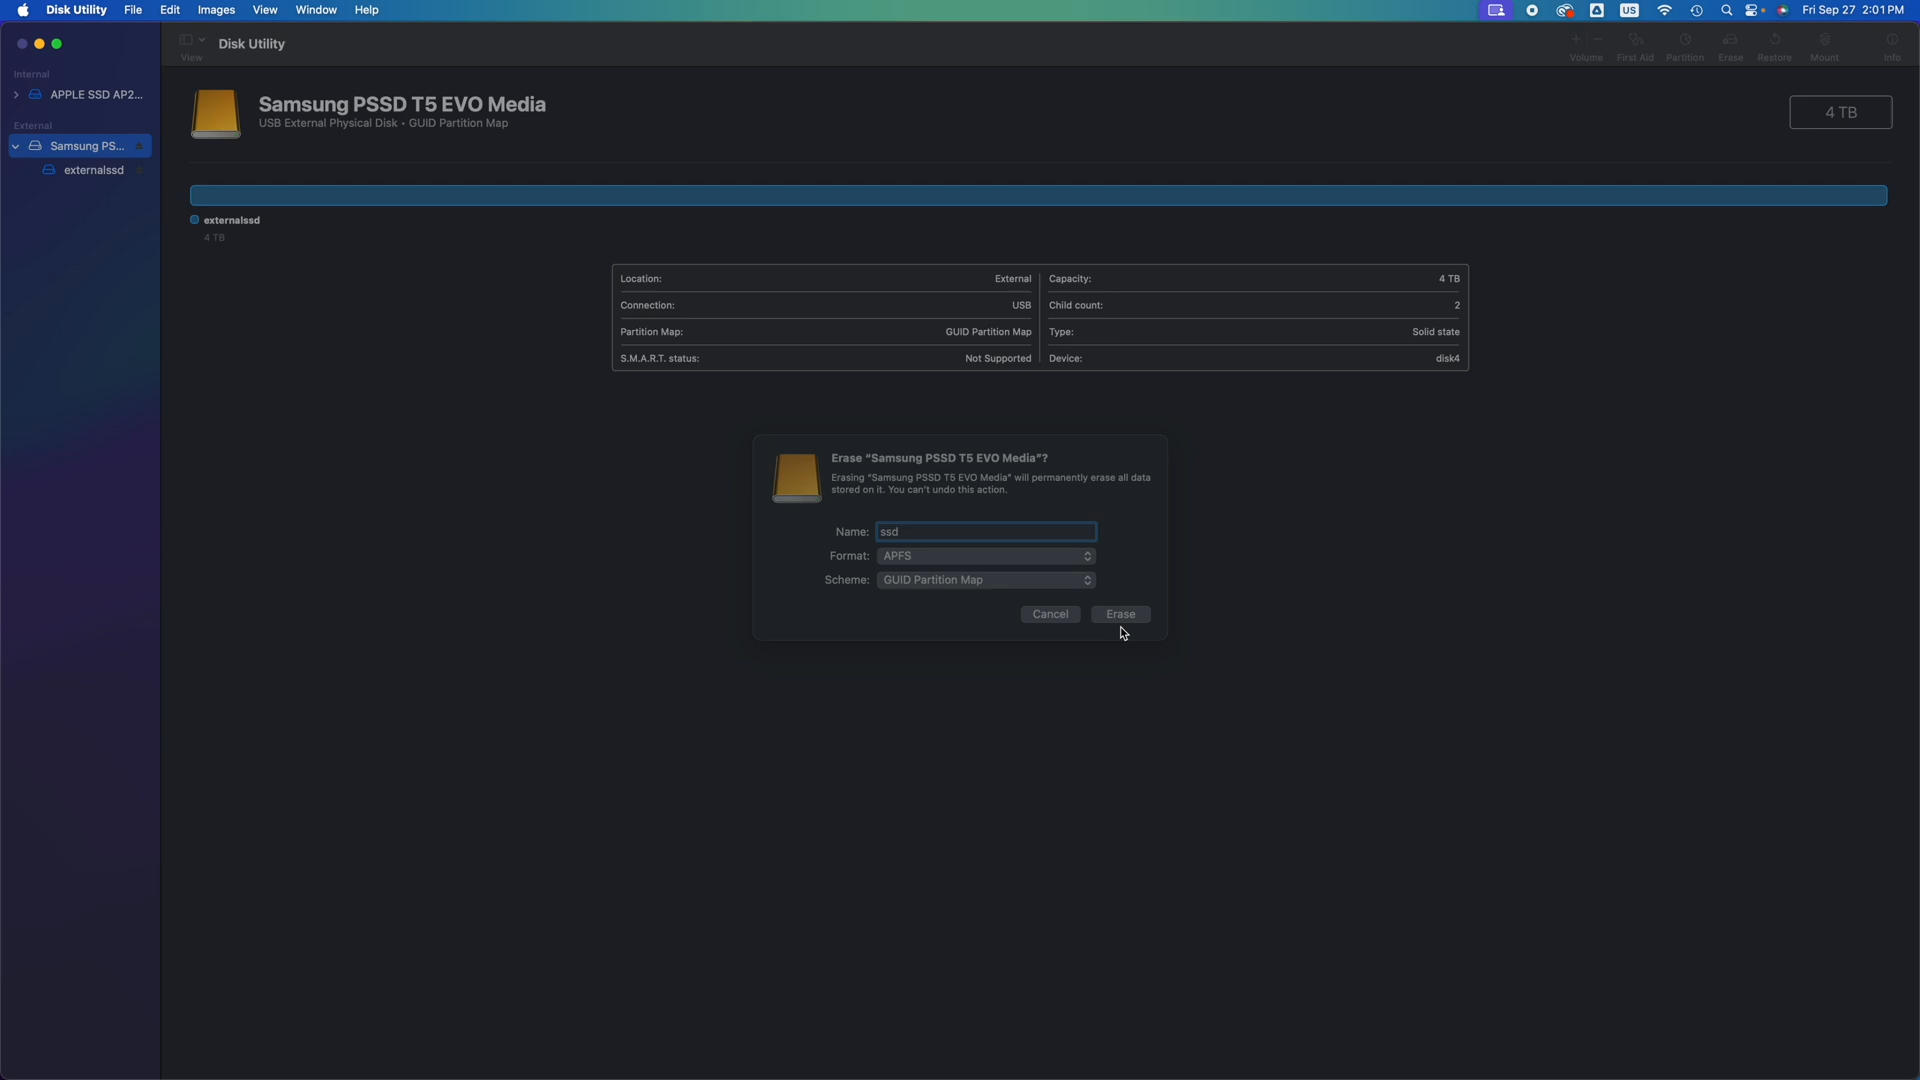 Disk Utility File Edit Images View Window Help
US Fri Sep 27 2:01 PM
Disk Utility
View
Volume First Aid Partition Erase Restore Mount Info
Internal
APPLE SSD AP2...
External
Samsung PS...
externalssd
Samsung PSSD T5 EVO Media
USB External Physical Disk • GUID Partition Map
4 TB
externalssd
4 TB
Location: External Capacity: 4 TB
Connection: USB Child count: 2
Partition Map: GUID Partition Map Type: Solid state
S.M.A.R.T. status: Not Supported Device: disk4
Erase “Samsung PSSD T5 EVO Media”?
Erasing “Samsung PSSD T5 EVO Media” will permanently erase all data
stored on it. You can’t undo this action.
Name: ssd
Format: APFS
Scheme: GUID Partition Map
Cancel Erase